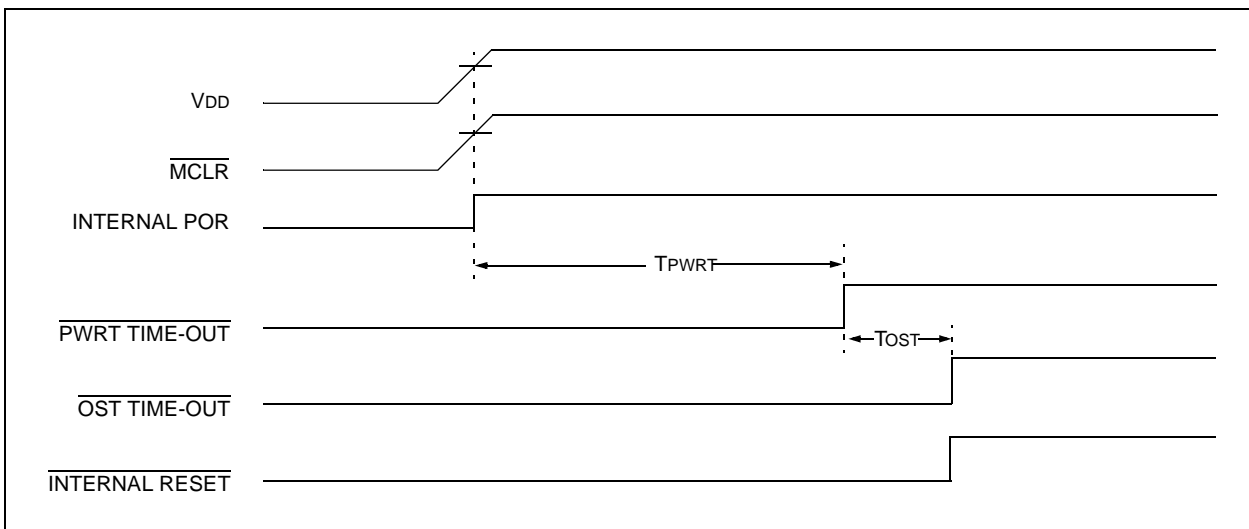 VDD
MCLR
INTERNAL POR
TPWRT
PWRT TIME-OUT
TOST
OST TIME-OUT
INTERNAL RESET